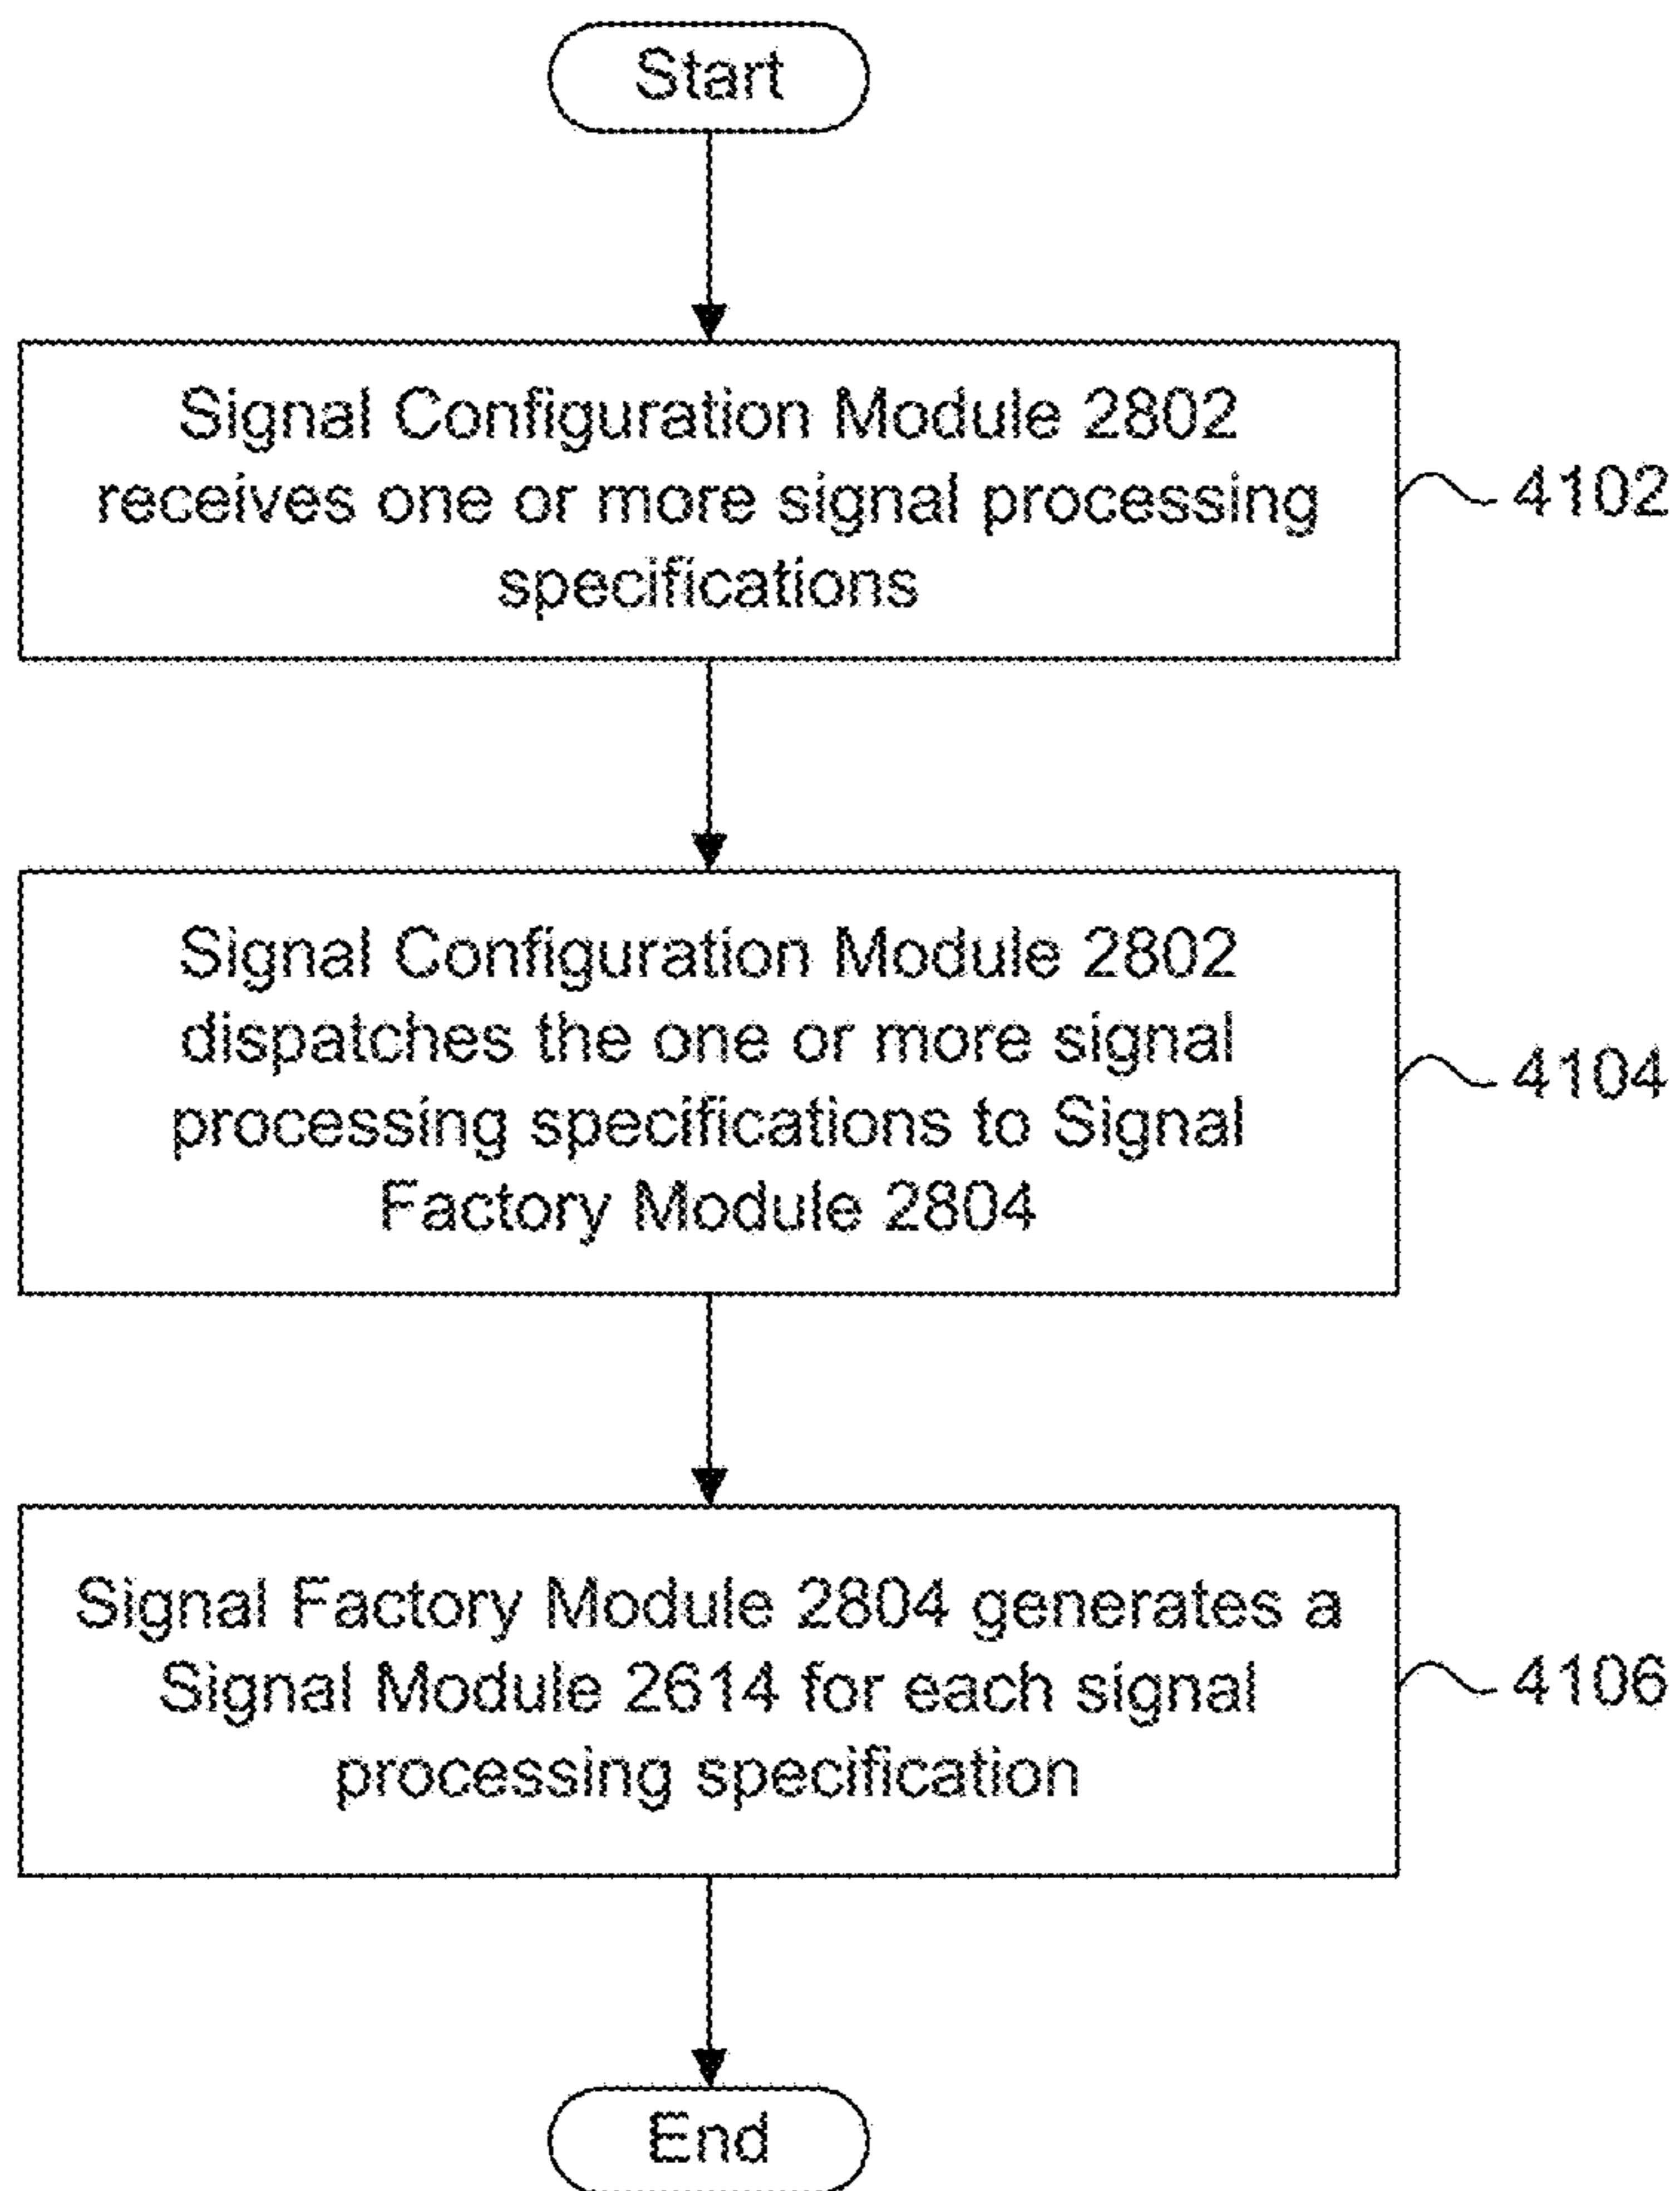 Start
Signal Configuration Module 2802
receives one or more signal processing
specifications
4102
Signal Configuration Module 2802
dispatches the one or more signal
processing specifications to Signal
Factory Module 2804
4104
Signal Factory Module 2804 generates a
Signal Module 2614 for each signal
processing specification
4106
End